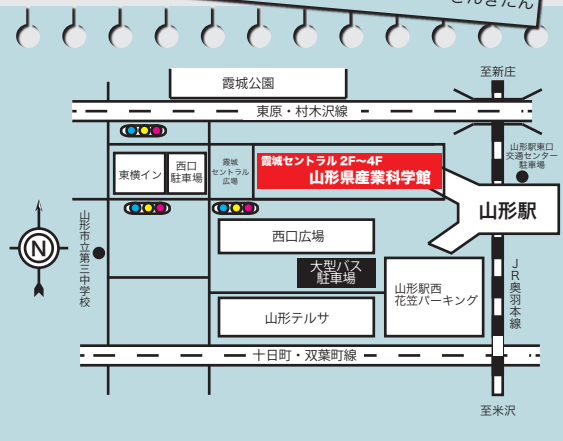 さんきたん
霞城公園
至新庄
東原・村木沢線
山形駅東口
交通センター
駐車場
東横イン
西口
駐車場
霞城
セントラル
広場
霞城セントラル 2F〜4F
山形県産業科学館
山形駅
N
山形市立第三中学校
西口広場
大型バス
駐車場
山形駅西
花笠パーキング
JR奥羽本線
山形テルサ
十日町・双葉町線
至米沢